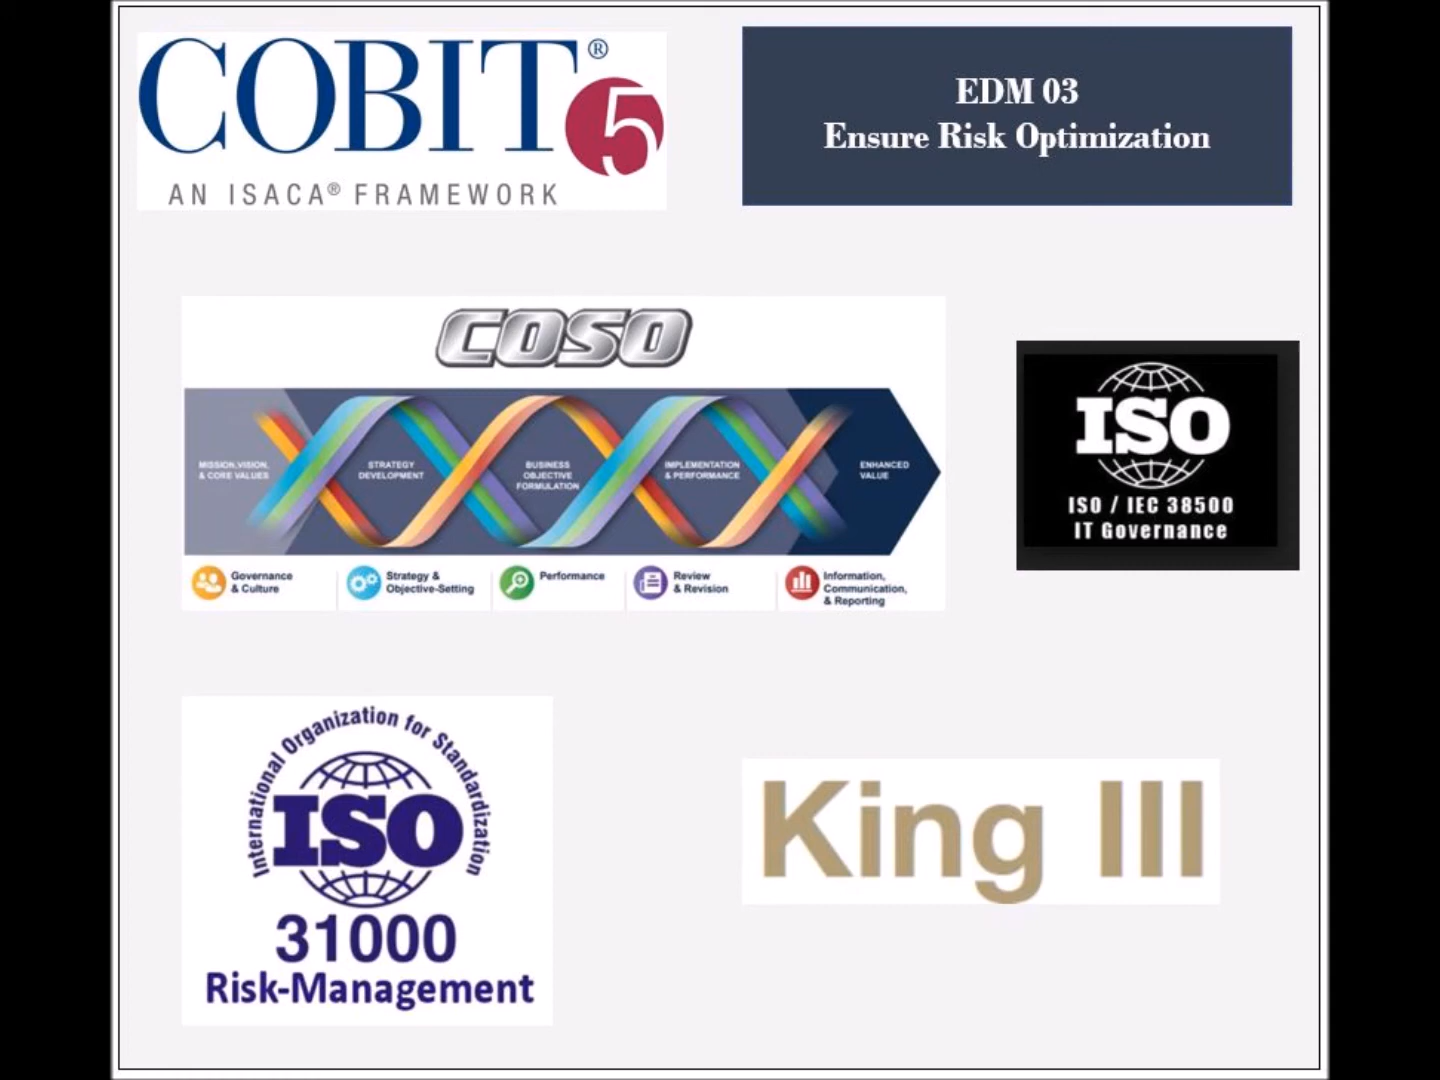 COBIT® 5
AN ISACA® FRAMEWORK
EDM 03
Ensure Risk Optimization
COSO
MISSION, VISION,
& CORE VALUES
STRATEGY
DEVELOPMENT
BUSINESS
OBJECTIVE
FORMULATION
IMPLEMENTATION
& PERFORMANCE
ENHANCED
VALUE
Governance
& Culture
Strategy &
Objective-Setting
Performance
Review
& Revision
Information,
Communication,
& Reporting
ISO
ISO / IEC 38500
IT Governance
International Organization for Standardization
ISO
31000
Risk-Management
King III